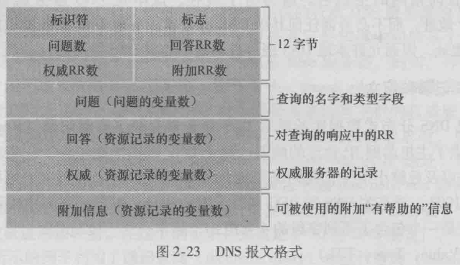 标识符 标志
问题数 回答RR数 12字节
权威RR数 附加RR数
问题（问题的变量数） 查询的名字和类型字段
回答（资源记录的变量数） 对查询的响应中的RR
权威（资源记录的变量数） 权威服务器的记录
附加信息（资源记录的变量数） 可被使用的附加“有帮助的”信息
图 2-23 DNS 报文格式